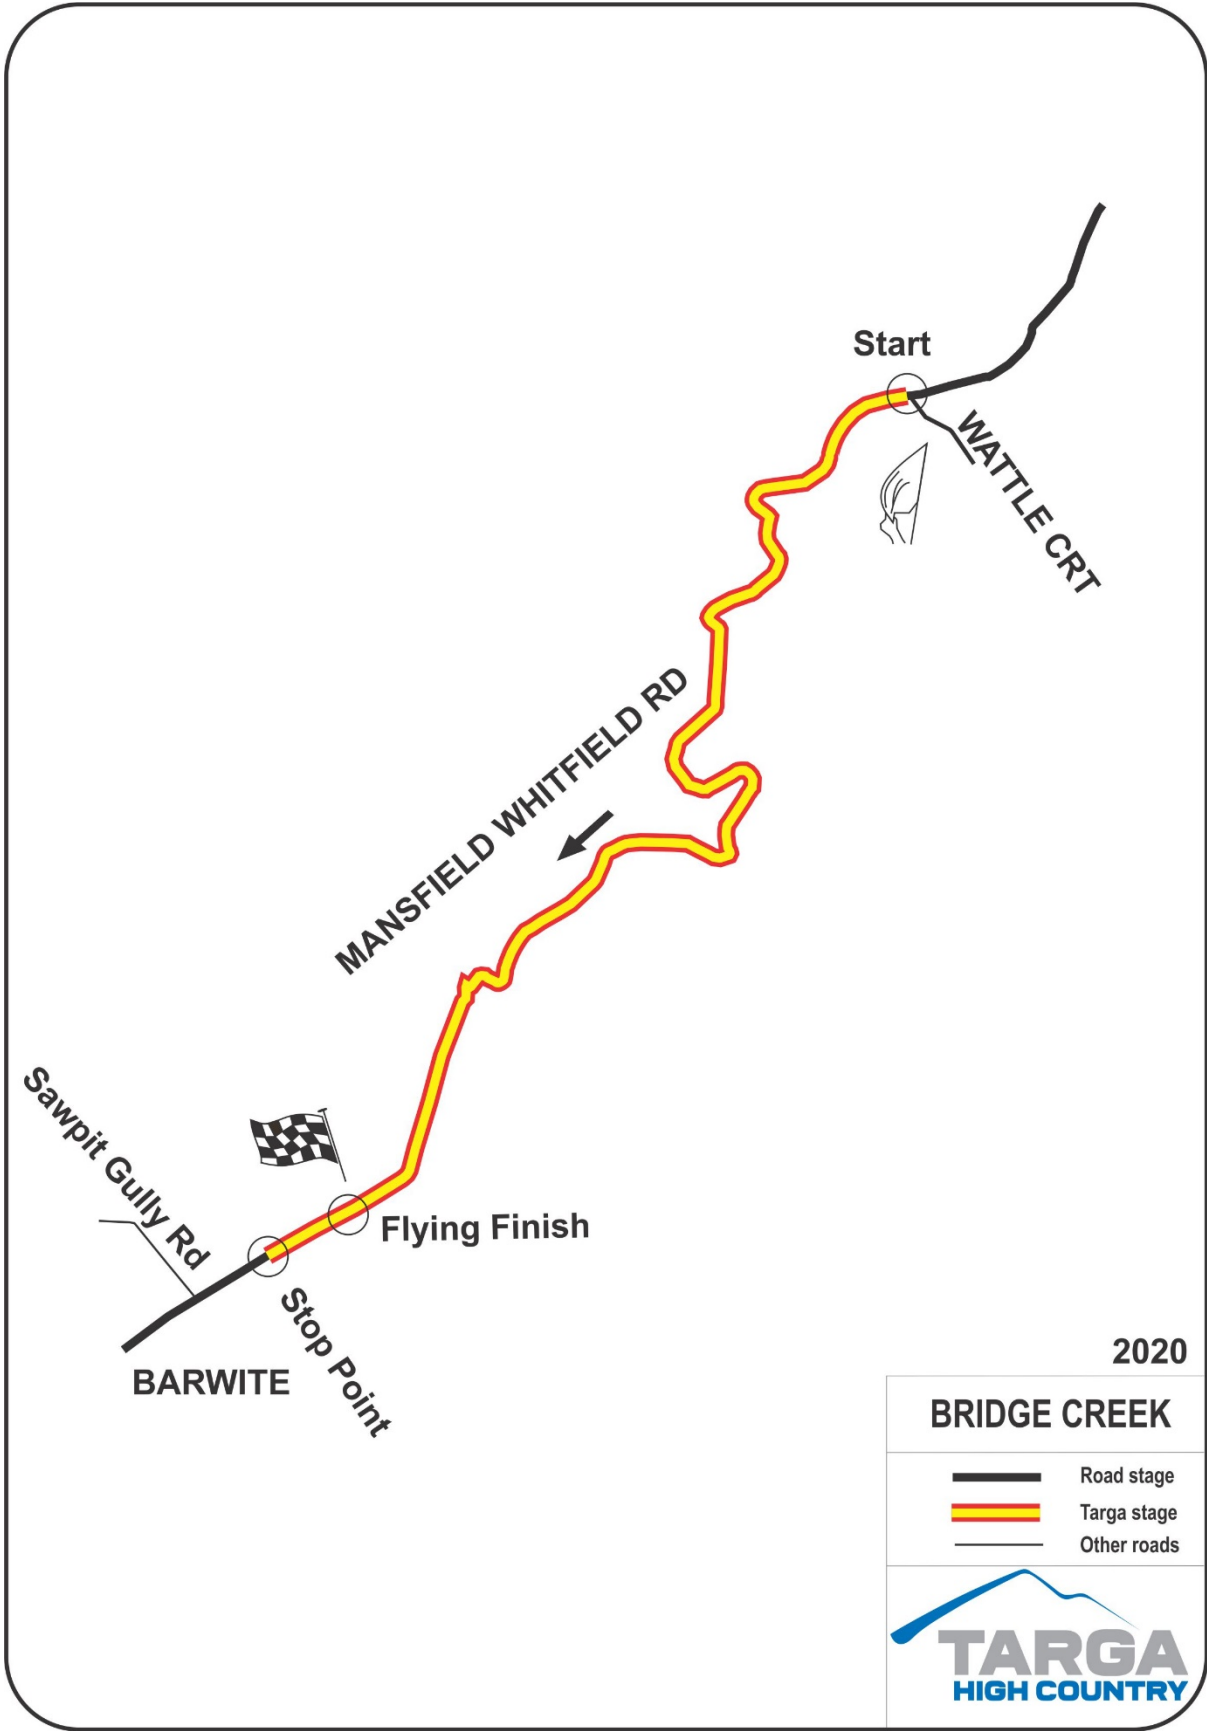 Start
WATTLE CRT
MANSFIELD WHITFIELD RD
Sawpit Gully Rd
Flying Finish
Stop Point
BARWITE
2020
BRIDGE CREEK
Road stage
Targa stage
Other roads
TARGA
HIGH COUNTRY